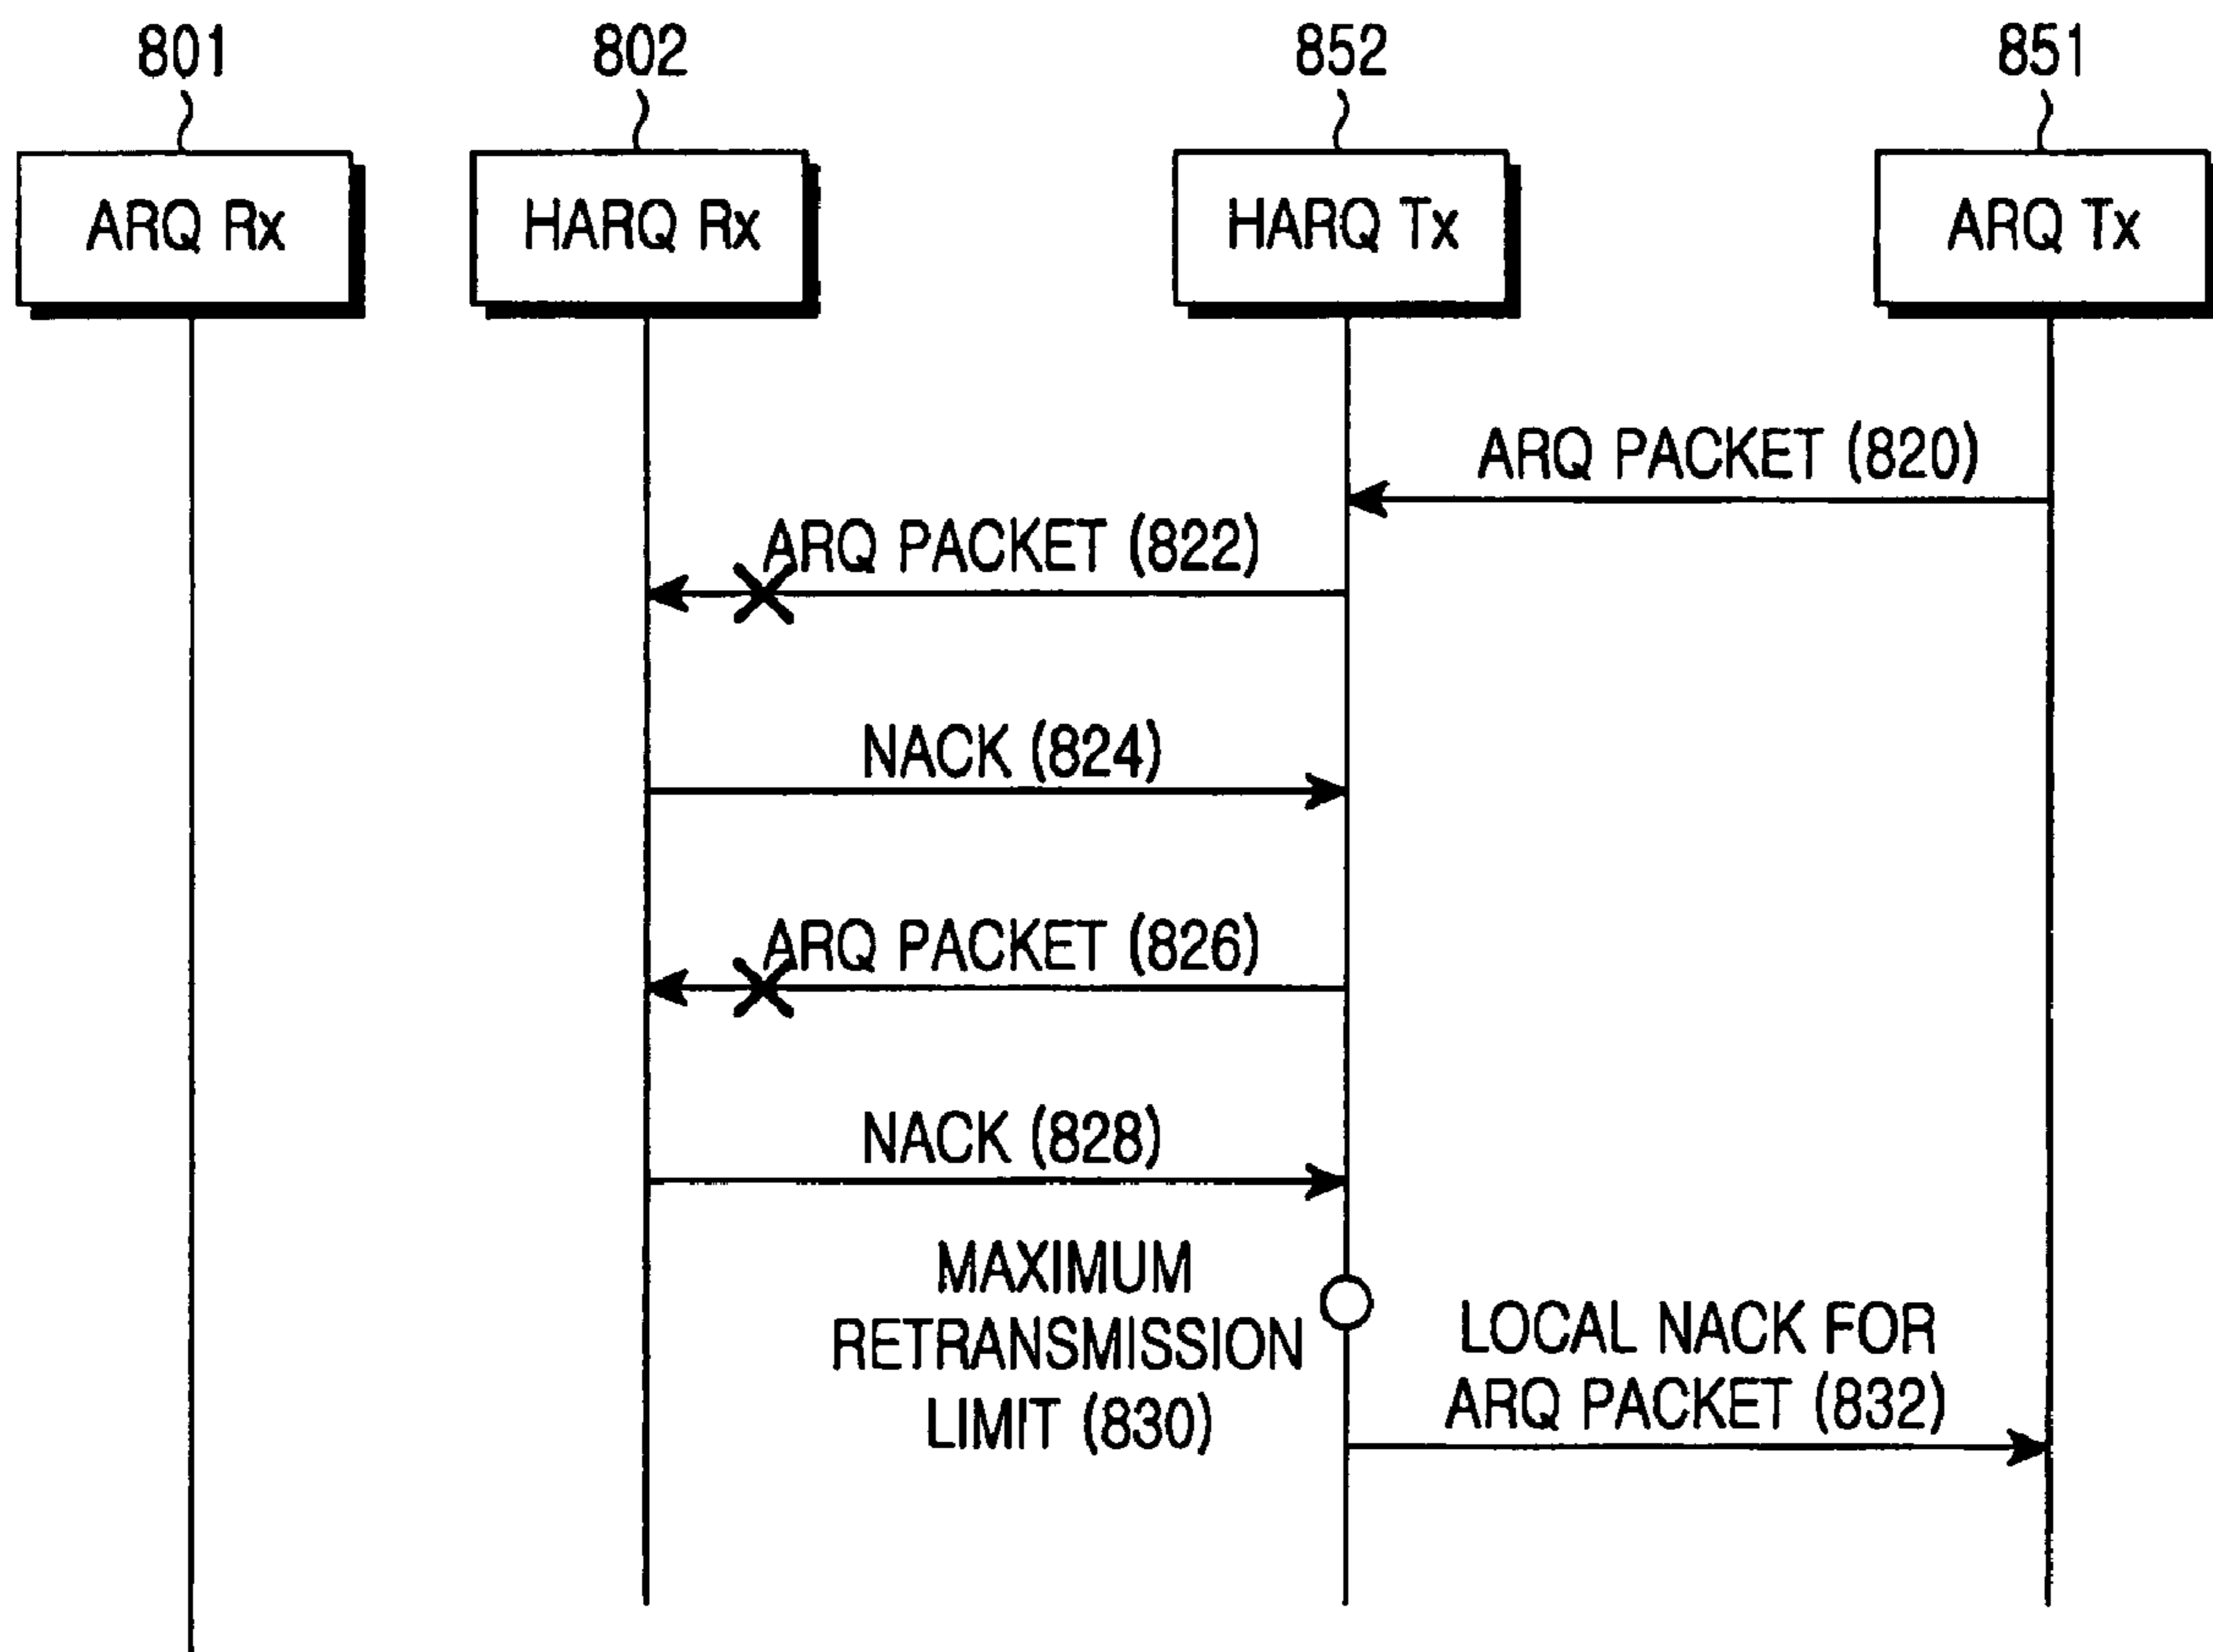 801
802
852
851
ARQ Rx
HARQ Rx
HARQ Tx
ARQ Tx
ARQ PACKET (820)
ARQ PACKET (822)
NACK (824)
ARQ PACKET (826)
NACK (828)
MAXIMUM
RETRANSMISSION
LIMIT (830)
LOCAL NACK FOR
ARQ PACKET (832)